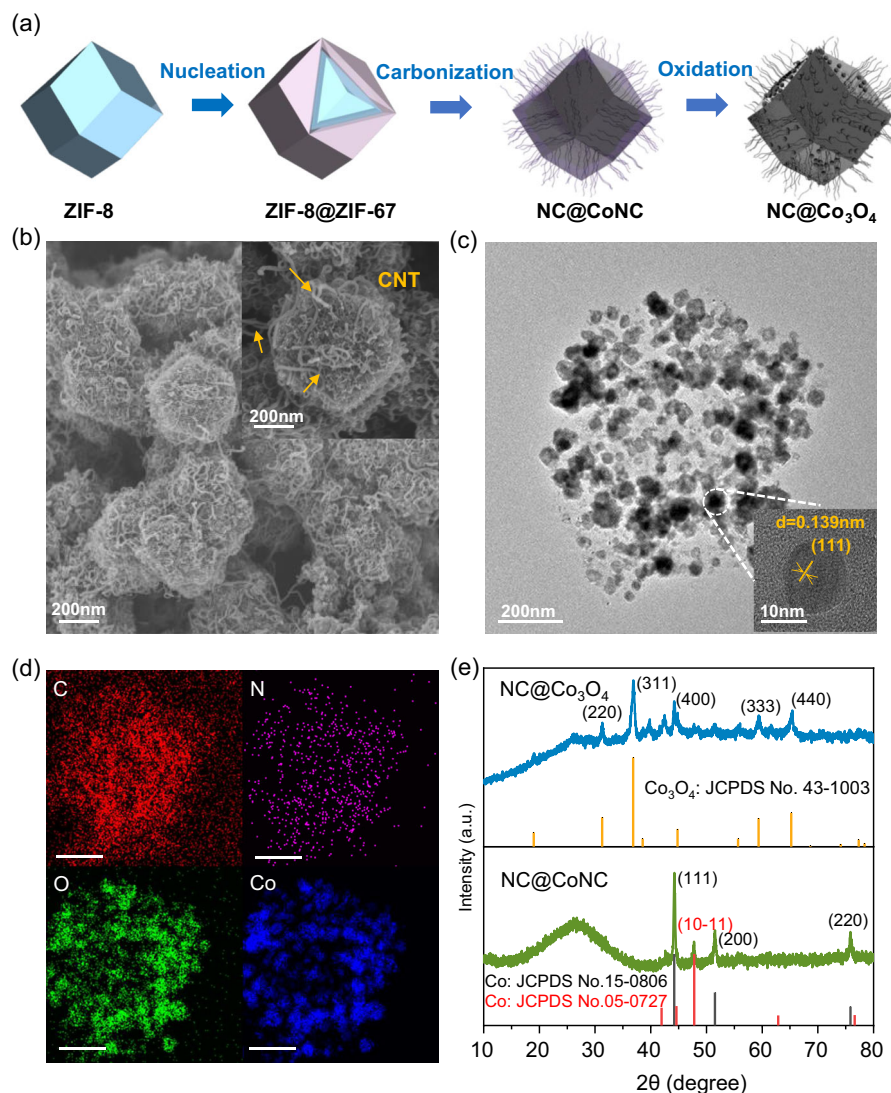 (a)
Nucleation
Carbonization
Oxidation
ZIF-8
ZIF-8@ZIF-67
NC@CoNC
NC@Co₃O₄
(b)
CNT
200nm
200nm
(c)
d=0.139nm
(111)
200nm
10nm
(d)
C
N
O
Co
(e)
NC@Co₃O₄
(220)
(311)
(400)
(333)
(440)
Co₃O₄: JCPDS No. 43-1003
NC@CoNC
(111)
(10-11)
(200)
(220)
Co: JCPDS No.15-0806
Co: JCPDS No.05-0727
Intensity (a.u.)
10 20 30 40 50 60 70 80
2θ (degree)